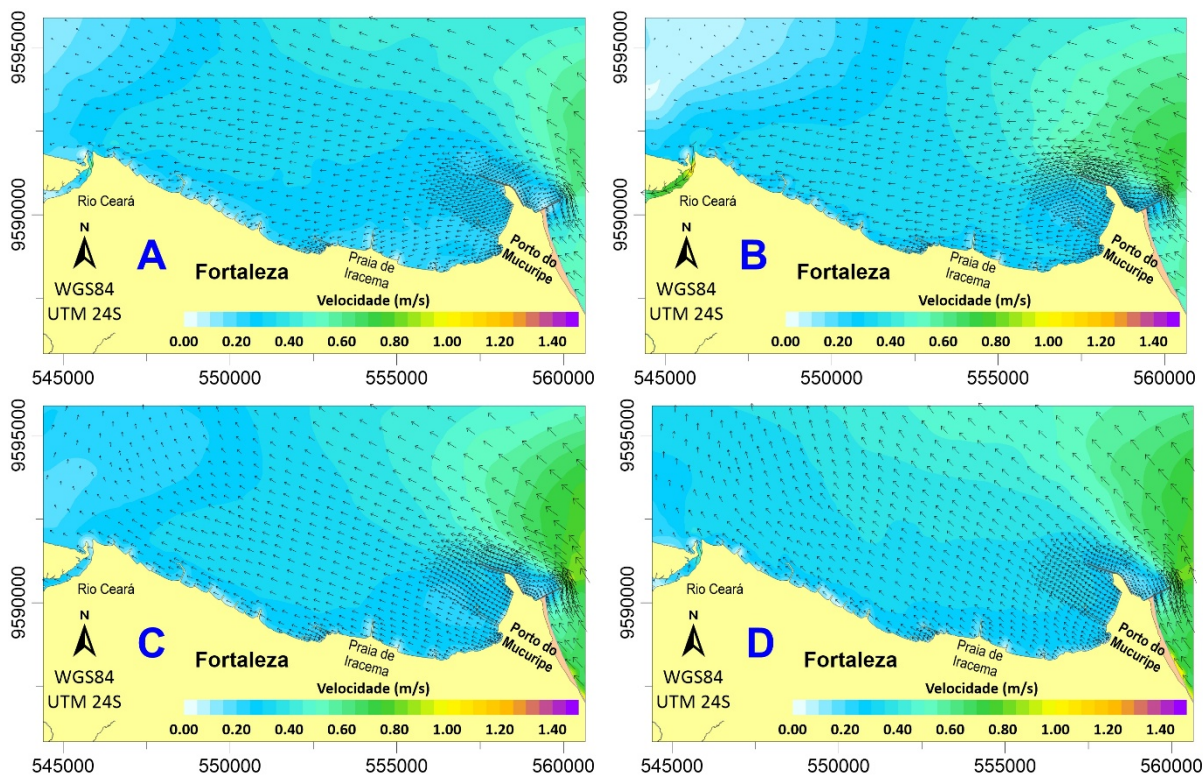 9595000
9590000
Rio Ceará
N
WGS84
UTM 24S
A
Fortaleza
Praia de
Iracema
Porto do
Mucuripe
Velocidade (m/s)
0.00 0.20 0.40 0.60 0.80 1.00 1.20 1.40
545000 550000 555000 560000
9595000
9590000
Rio Ceará
N
WGS84
UTM 24S
B
Fortaleza
Praia de
Iracema
Porto do
Mucuripe
Velocidade (m/s)
0.00 0.20 0.40 0.60 0.80 1.00 1.20 1.40
545000 550000 555000 560000
9595000
9590000
Rio Ceará
N
WGS84
UTM 24S
C
Fortaleza
Praia de
Iracema
Porto do
Mucuripe
Velocidade (m/s)
0.00 0.20 0.40 0.60 0.80 1.00 1.20 1.40
545000 550000 555000 560000
9595000
9590000
Rio Ceará
N
WGS84
UTM 24S
D
Fortaleza
Praia de
Iracema
Porto do
Mucuripe
Velocidade (m/s)
0.00 0.20 0.40 0.60 0.80 1.00 1.20 1.40
545000 550000 555000 560000